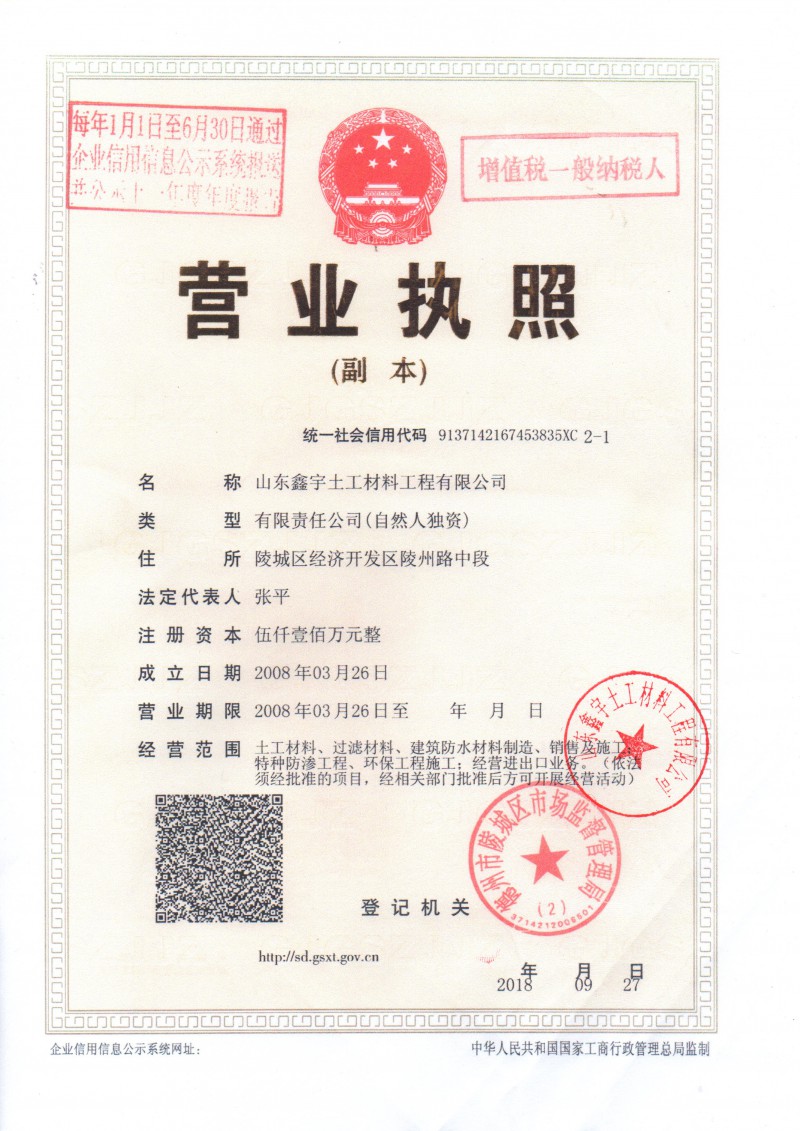 每年1月1日至6月30日通过
企业信用信息公示系统报送
并公示上一年度年度报告
增值税一般纳税人
营业执照
(副 本)
统一社会信用代码 9137142167453835XC 2-1
名 称 山东鑫宇土工材料工程有限公司
类 型 有限责任公司(自然人独资)
住 所 陵城区经济开发区陵州路中段
法定代表人 张平
注册资本 伍仟壹佰万元整
成立日期 2008年03月26日
营业期限 2008年03月26日至 年 月 日
经营范围 土工材料、过滤材料、建筑防水材料制造、销售及施工;
特种防渗工程、环保工程施工;经营进出口业务。(依法
须经批准的项目,经相关部门批准后方可开展经营活动)
山东鑫宇土工材料工程有限公司
德州市陵城区市场监督管理局
(2)
3714212006501
登记机关
http://sd.gsxt.gov.cn
年 月 日
2018 09 27
企业信用信息公示系统网址:
中华人民共和国国家工商行政管理总局监制